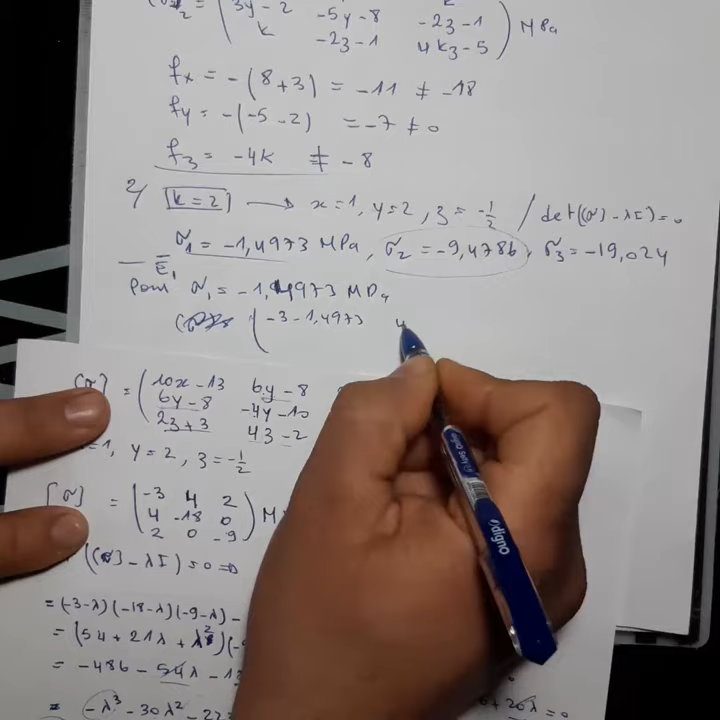 3y-2 -5y-8 -23-1
k -23-1 4k3-5 ) MPa
fx = -(8+3) = -11 ≠ -18
fy = -(-5-2) = -7 ≠ 0
f3 = -4k ≠ -8
2/ [k=2] → x=1, y=2, 3=-1/2 / det([σ]-λI)=0
σ1 = -1,4973 MPa, σ2 = -9,4786, σ3 = -19,024
Pour σ1 = -1,4973 MPa
( -3-1,4973
[σ] = ( 10x-13 6y-8
6y-8 -4y-10
23+3 43-2
=1, y=2, 3=-1/2
[σ] = ( -3 4 2
4 -18 0
2 0 -9 ) M
([σ]-λI)=0 ⇒
= (-3-λ)(-18-λ)(-9-λ)-
= (54+21λ+λ²)(-
= -486-54λ-1
= -λ³-30λ²-22
+20λ=0
digno
digno